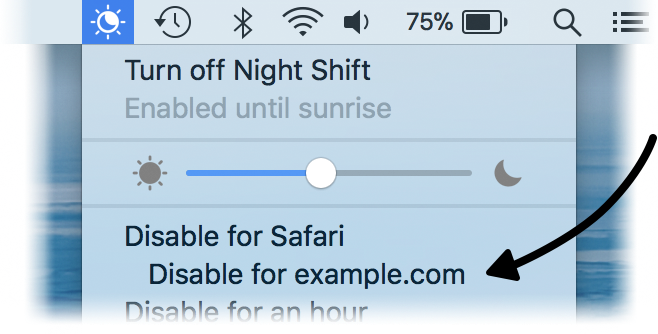 75%
Turn off Night Shift
Enabled until sunrise
Disable for Safari
Disable for example.com
Disable for an hour